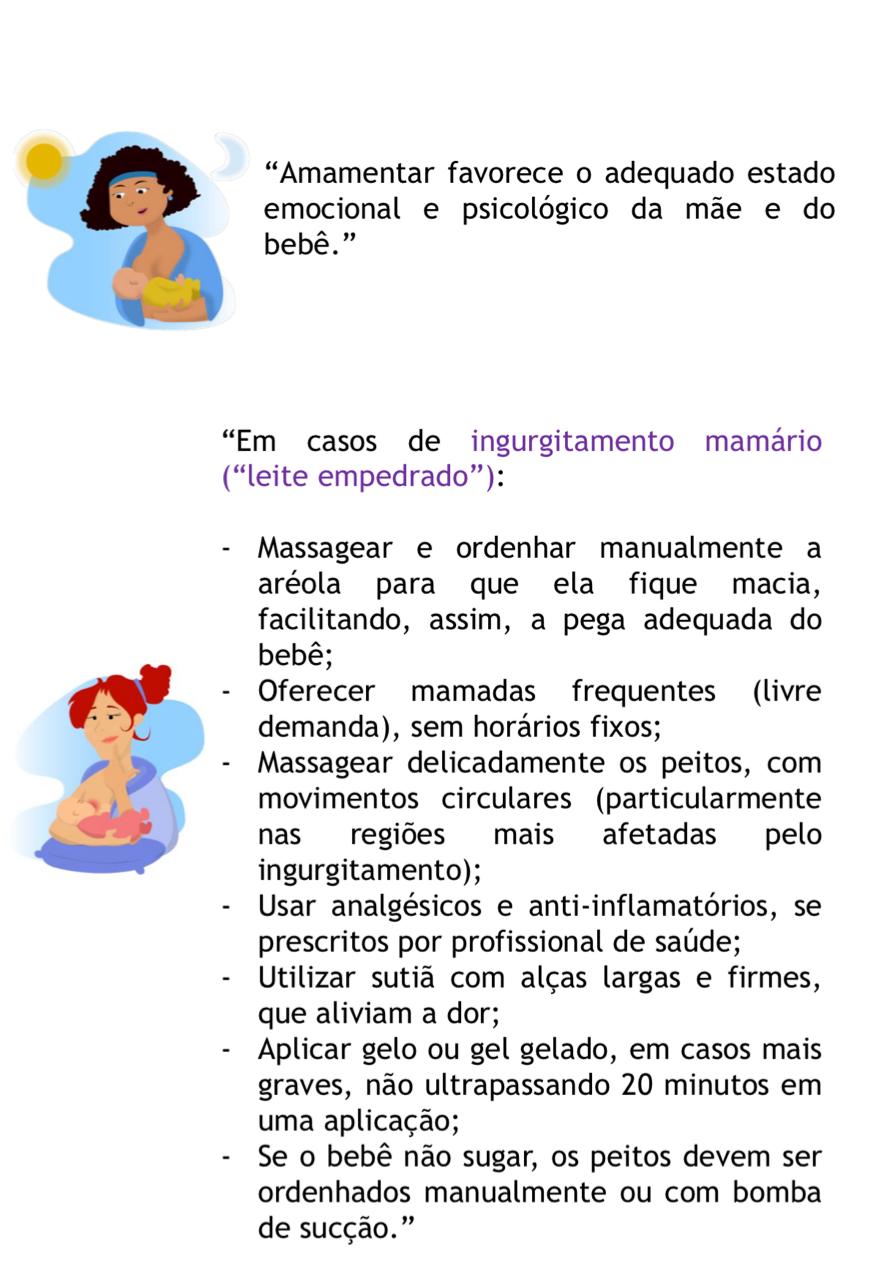 “Amamentar favorece o adequado estado
emocional e psicológico da mãe e do
bebê.”
“Em casos de ingurgitamento mamário
(“leite empedrado”):
- Massagear e ordenhar manualmente a
aréola para que ela fique macia,
facilitando, assim, a pega adequada do
bebê;
- Oferecer mamadas frequentes (livre
demanda), sem horários fixos;
- Massagear delicadamente os peitos, com
movimentos circulares (particularmente
nas regiões mais afetadas pelo
ingurgitamento);
- Usar analgésicos e anti-inflamatórios, se
prescritos por profissional de saúde;
- Utilizar sutiã com alças largas e firmes,
que aliviam a dor;
- Aplicar gelo ou gel gelado, em casos mais
graves, não ultrapassando 20 minutos em
uma aplicação;
- Se o bebê não sugar, os peitos devem ser
ordenhados manualmente ou com bomba
de sucção.”